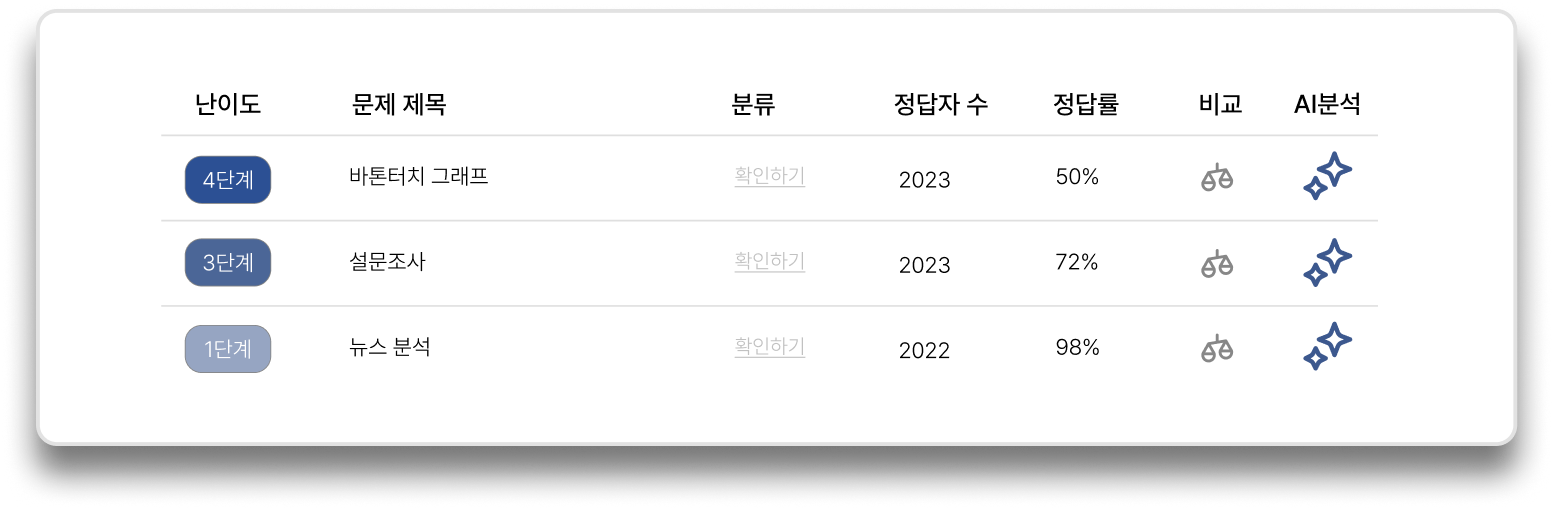 난이도 문제 제목 분류 정답자 수 정답률 비교 AI분석
4단계 바톤터치 그래프 확인하기 2023 50%
3단계 설문조사 확인하기 2023 72%
1단계 뉴스 분석 확인하기 2022 98%